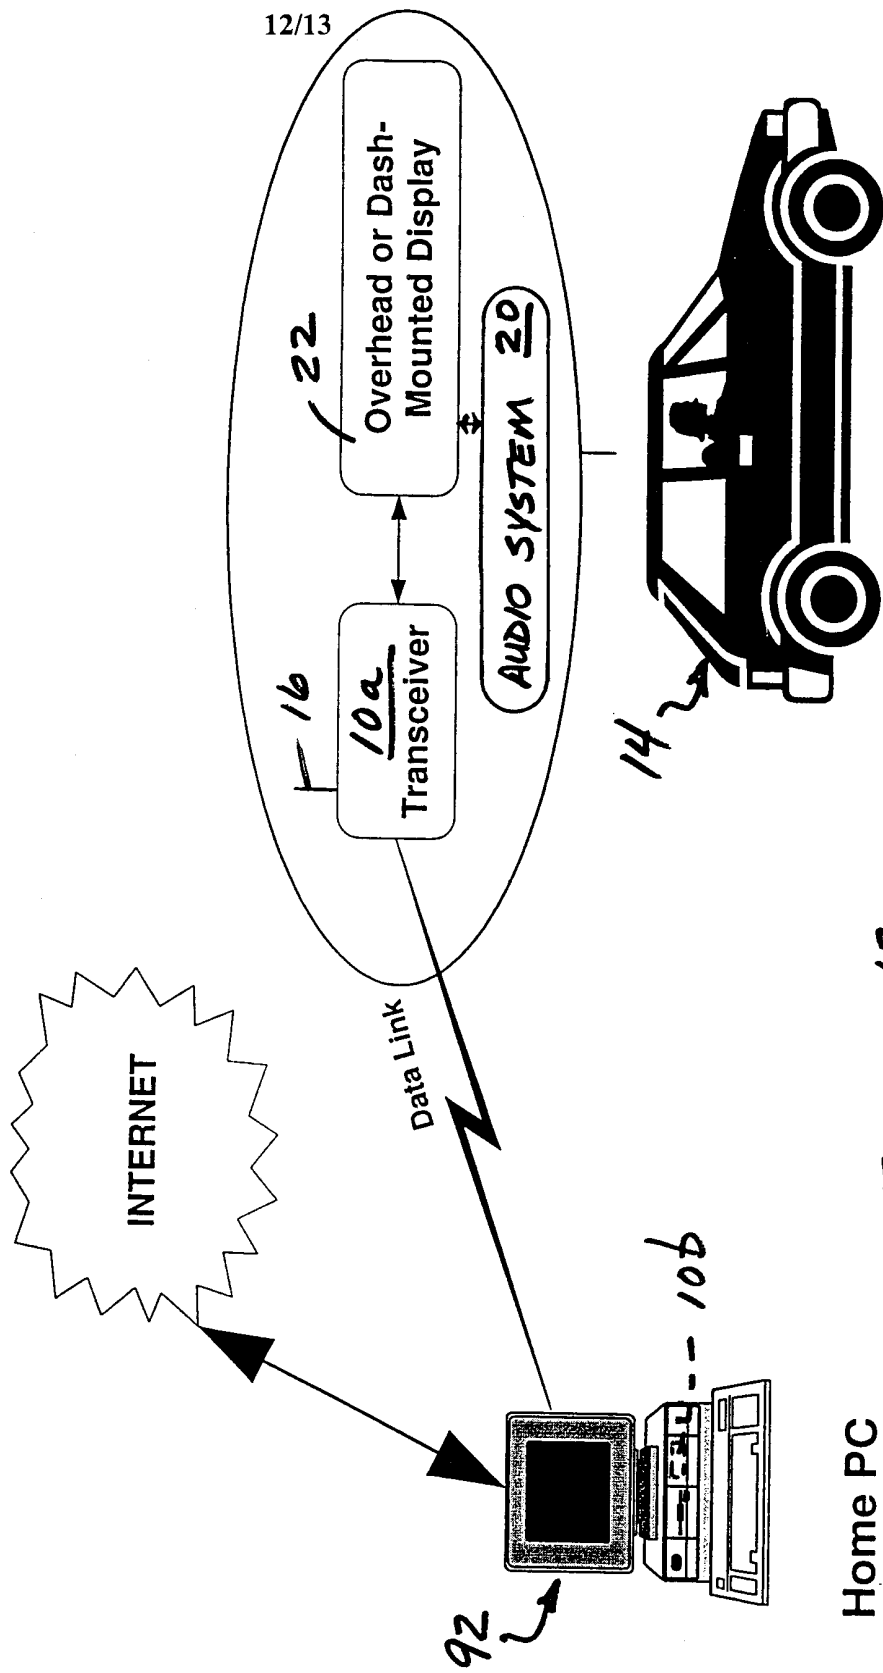 12/13
INTERNET
Data Link
16
10a
Transceiver
22
Overhead or Dash-
Mounted Display
AUDIO SYSTEM 20
14
92
10b
Home PC